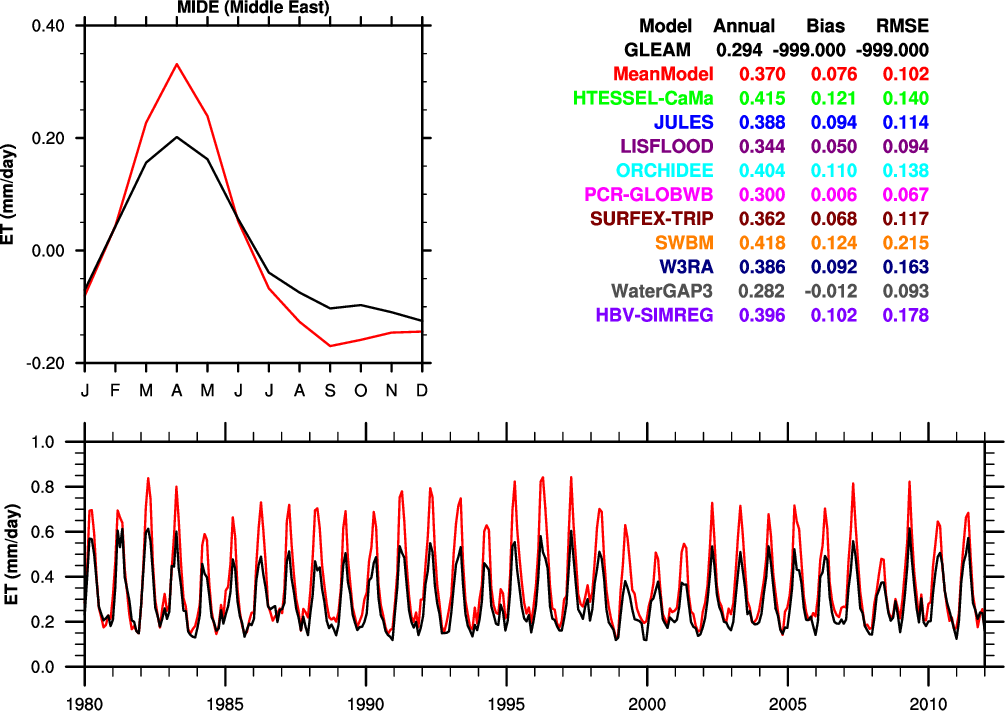 MIDE (Middle East)
0.40
0.20
0.00
-0.20
ET (mm/day)
J F M A M J J A S O N D
Model Annual Bias RMSE
GLEAM 0.294 -999.000 -999.000
MeanModel 0.370 0.076 0.102
HTESSEL-CaMa 0.415 0.121 0.140
JULES 0.388 0.094 0.114
LISFLOOD 0.344 0.050 0.094
ORCHIDEE 0.404 0.110 0.138
PCR-GLOBWB 0.300 0.006 0.067
SURFEX-TRIP 0.362 0.068 0.117
SWBM 0.418 0.124 0.215
W3RA 0.386 0.092 0.163
WaterGAP3 0.282 -0.012 0.093
HBV-SIMREG 0.396 0.102 0.178
1.0
0.8
0.6
0.4
0.2
0.0
ET (mm/day)
1980 1985 1990 1995 2000 2005 2010